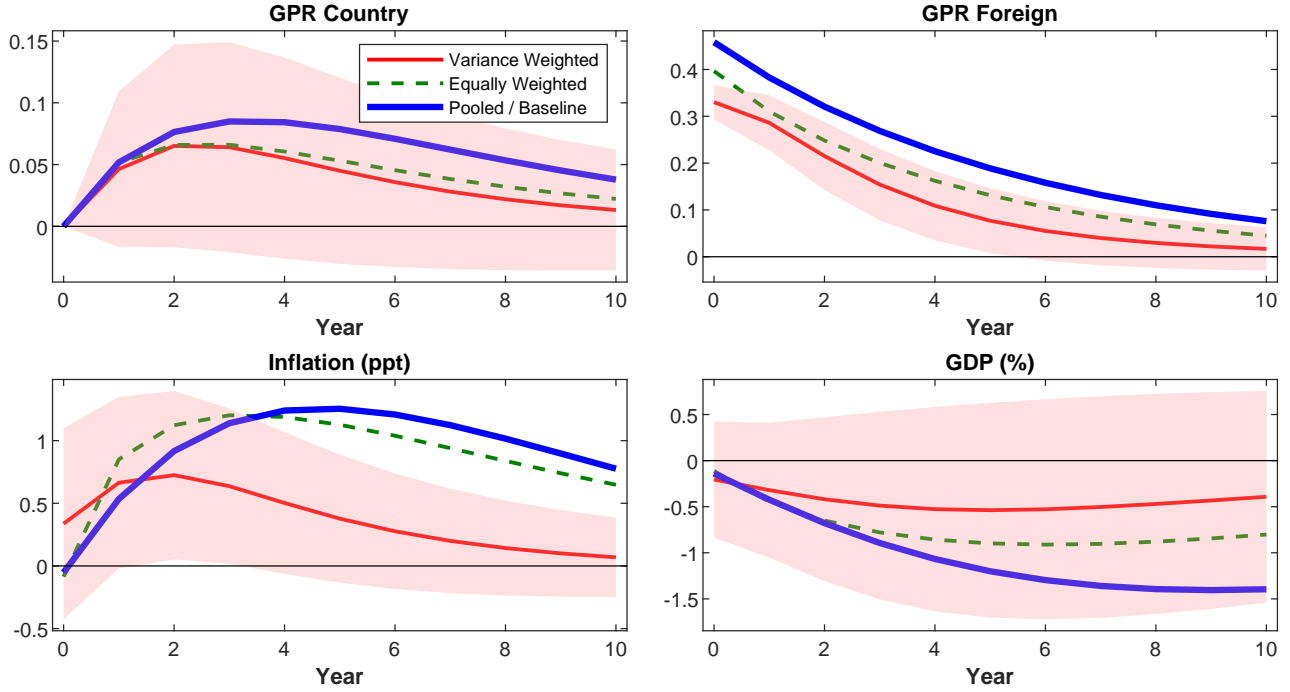 GPR Country
0.15
0.1
0.05
0
Variance Weighted
Equally Weighted
Pooled / Baseline
0 2 4 6 8 10
Year
GPR Foreign
0.4
0.3
0.2
0.1
0
0 2 4 6 8 10
Year
Inflation (ppt)
1
0.5
0
-0.5
0 2 4 6 8 10
Year
GDP (%)
0.5
0
-0.5
-1
-1.5
0 2 4 6 8 10
Year